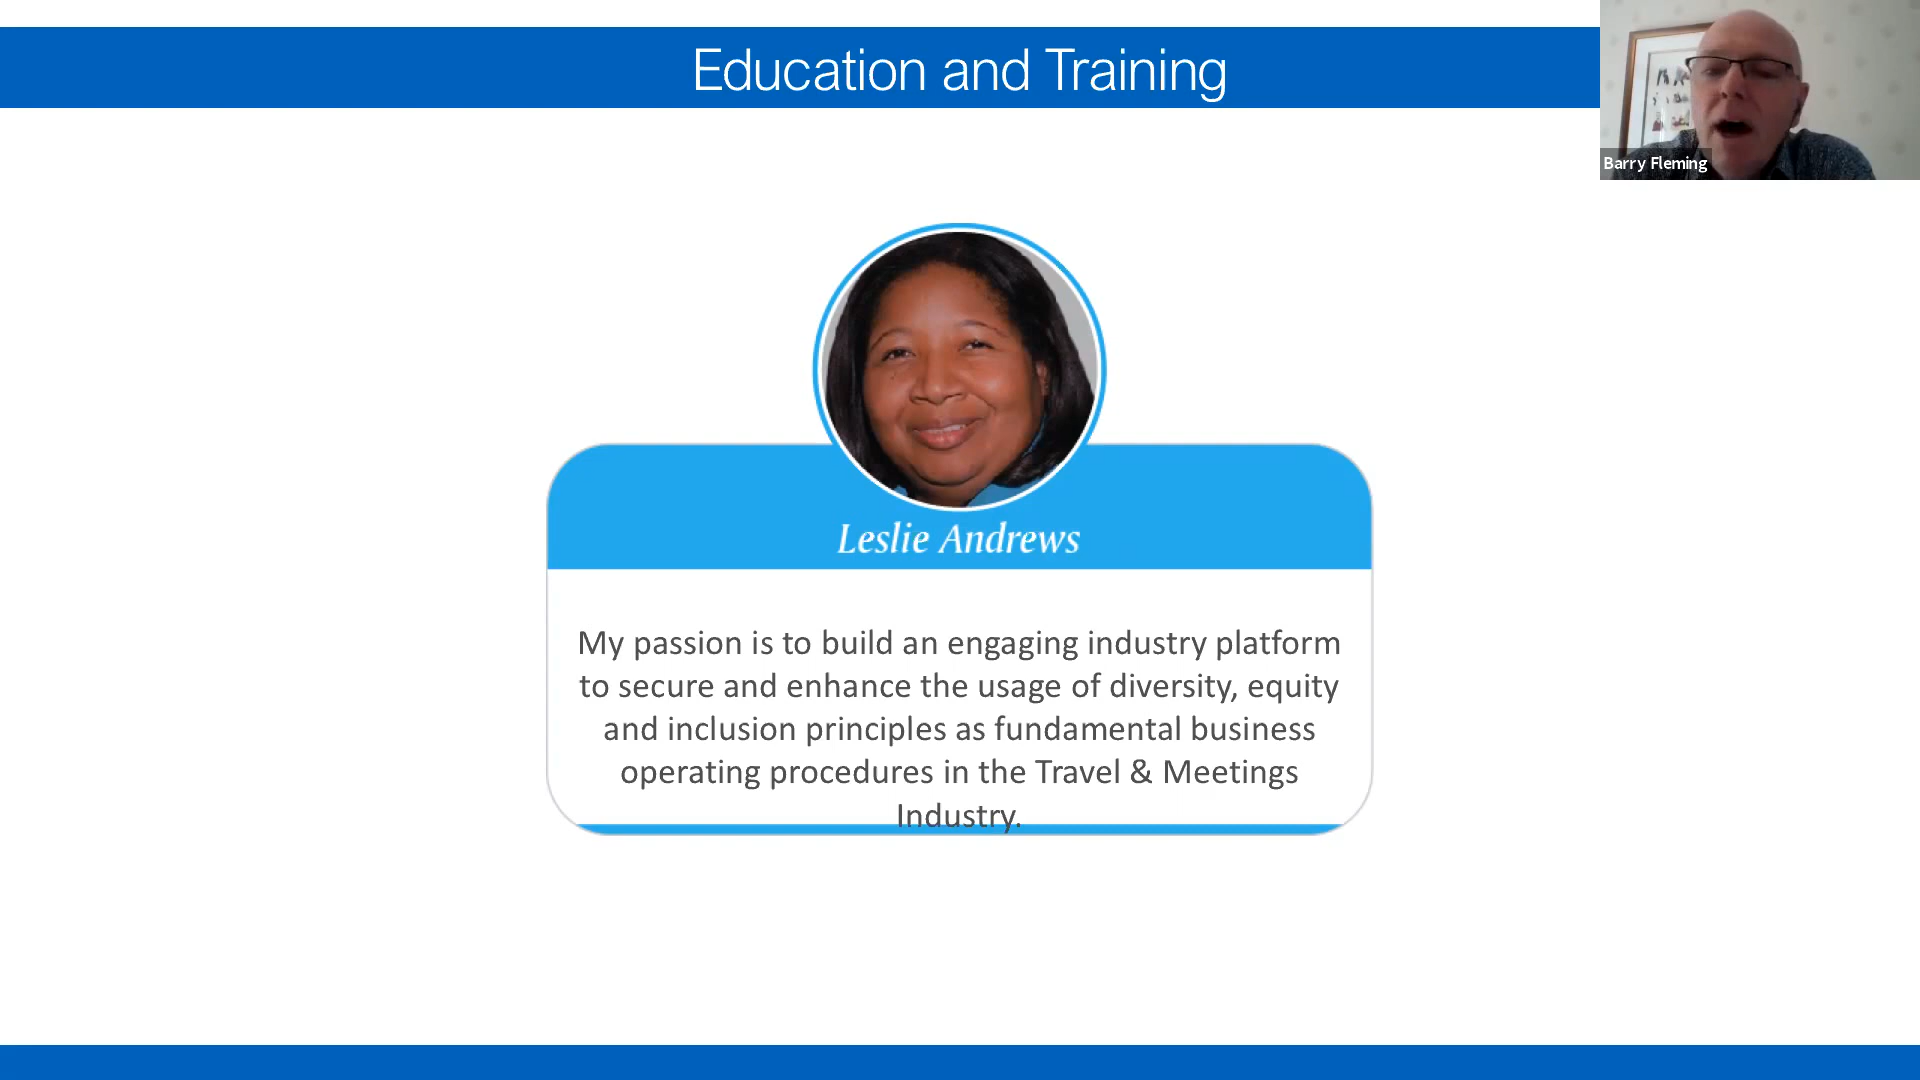 Education and Training
Barry Fleming
Leslie Andrews
My passion is to build an engaging industry platform
to secure and enhance the usage of diversity, equity
and inclusion principles as fundamental business
operating procedures in the Travel & Meetings
Industry.